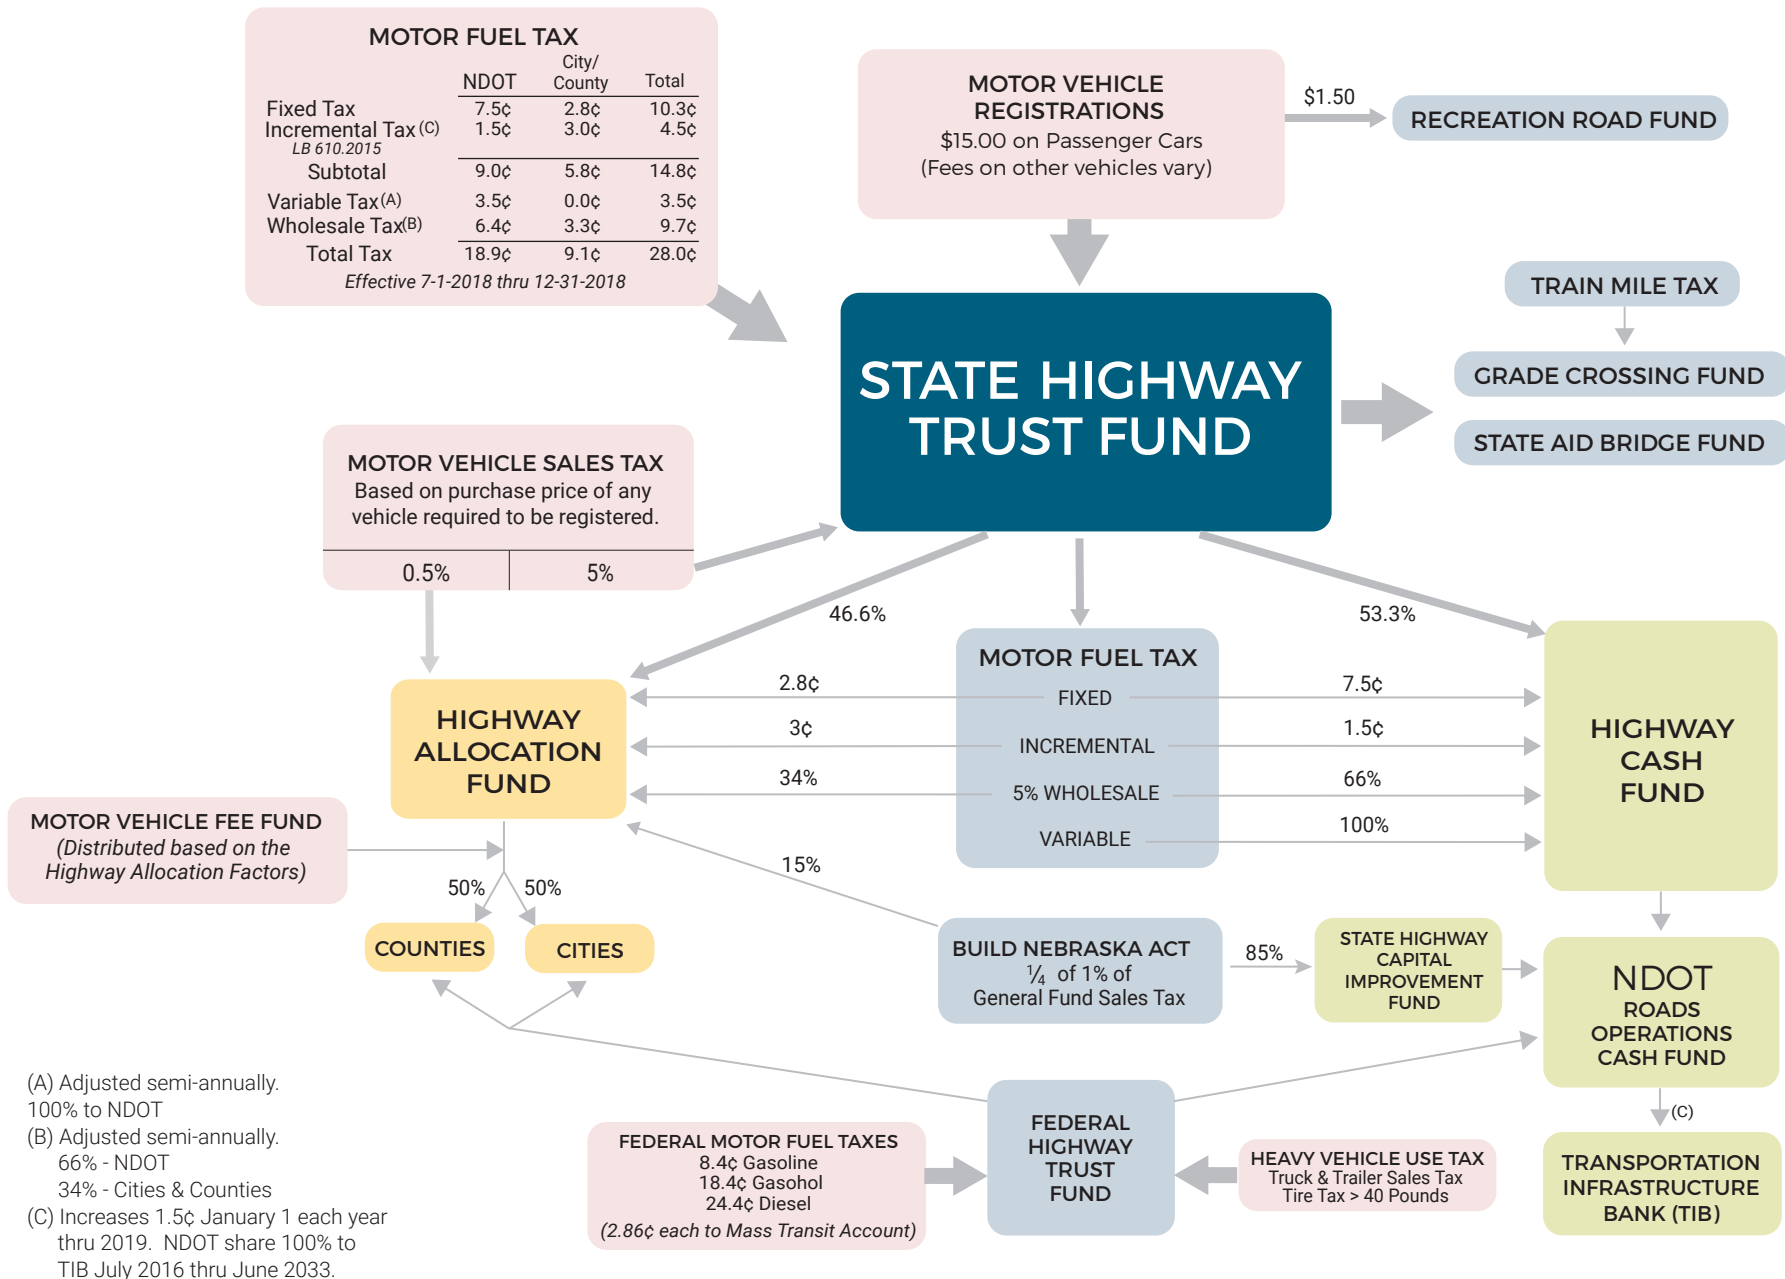 MOTOR FUEL TAX
NDOT City/ County Total
Fixed Tax 7.5¢ 2.8¢ 10.3¢
Incremental Tax (C) 1.5¢ 3.0¢ 4.5¢
LB 610.2015
Subtotal 9.0¢ 5.8¢ 14.8¢
Variable Tax (A) 3.5¢ 0.0¢ 3.5¢
Wholesale Tax(B) 6.4¢ 3.3¢ 9.7¢
Total Tax 18.9¢ 9.1¢ 28.0¢
Effective 7-1-2018 thru 12-31-2018
MOTOR VEHICLE
REGISTRATIONS
$15.00 on Passenger Cars
(Fees on other vehicles vary)
$1.50
RECREATION ROAD FUND
TRAIN MILE TAX
GRADE CROSSING FUND
STATE AID BRIDGE FUND
STATE HIGHWAY
TRUST FUND
MOTOR VEHICLE SALES TAX
Based on purchase price of any
vehicle required to be registered.
0.5% 5%
46.6%
53.3%
MOTOR FUEL TAX
2.8¢ FIXED 7.5¢
3¢ INCREMENTAL 1.5¢
34% 5% WHOLESALE 66%
VARIABLE 100%
HIGHWAY
ALLOCATION
FUND
HIGHWAY
CASH
FUND
MOTOR VEHICLE FEE FUND
(Distributed based on the
Highway Allocation Factors)
50% 50%
COUNTIES
CITIES
15%
BUILD NEBRASKA ACT
1/4 of 1% of
General Fund Sales Tax
85%
STATE HIGHWAY
CAPITAL
IMPROVEMENT
FUND
NDOT
ROADS
OPERATIONS
CASH FUND
(C)
TRANSPORTATION
INFRASTRUCTURE
BANK (TIB)
FEDERAL
HIGHWAY
TRUST
FUND
FEDERAL MOTOR FUEL TAXES
8.4¢ Gasoline
18.4¢ Gasohol
24.4¢ Diesel
(2.86¢ each to Mass Transit Account)
HEAVY VEHICLE USE TAX
Truck & Trailer Sales Tax
Tire Tax > 40 Pounds
(A) Adjusted semi-annually.
100% to NDOT
(B) Adjusted semi-annually.
66% - NDOT
34% - Cities & Counties
(C) Increases 1.5¢ January 1 each year
thru 2019. NDOT share 100% to
TIB July 2016 thru June 2033.